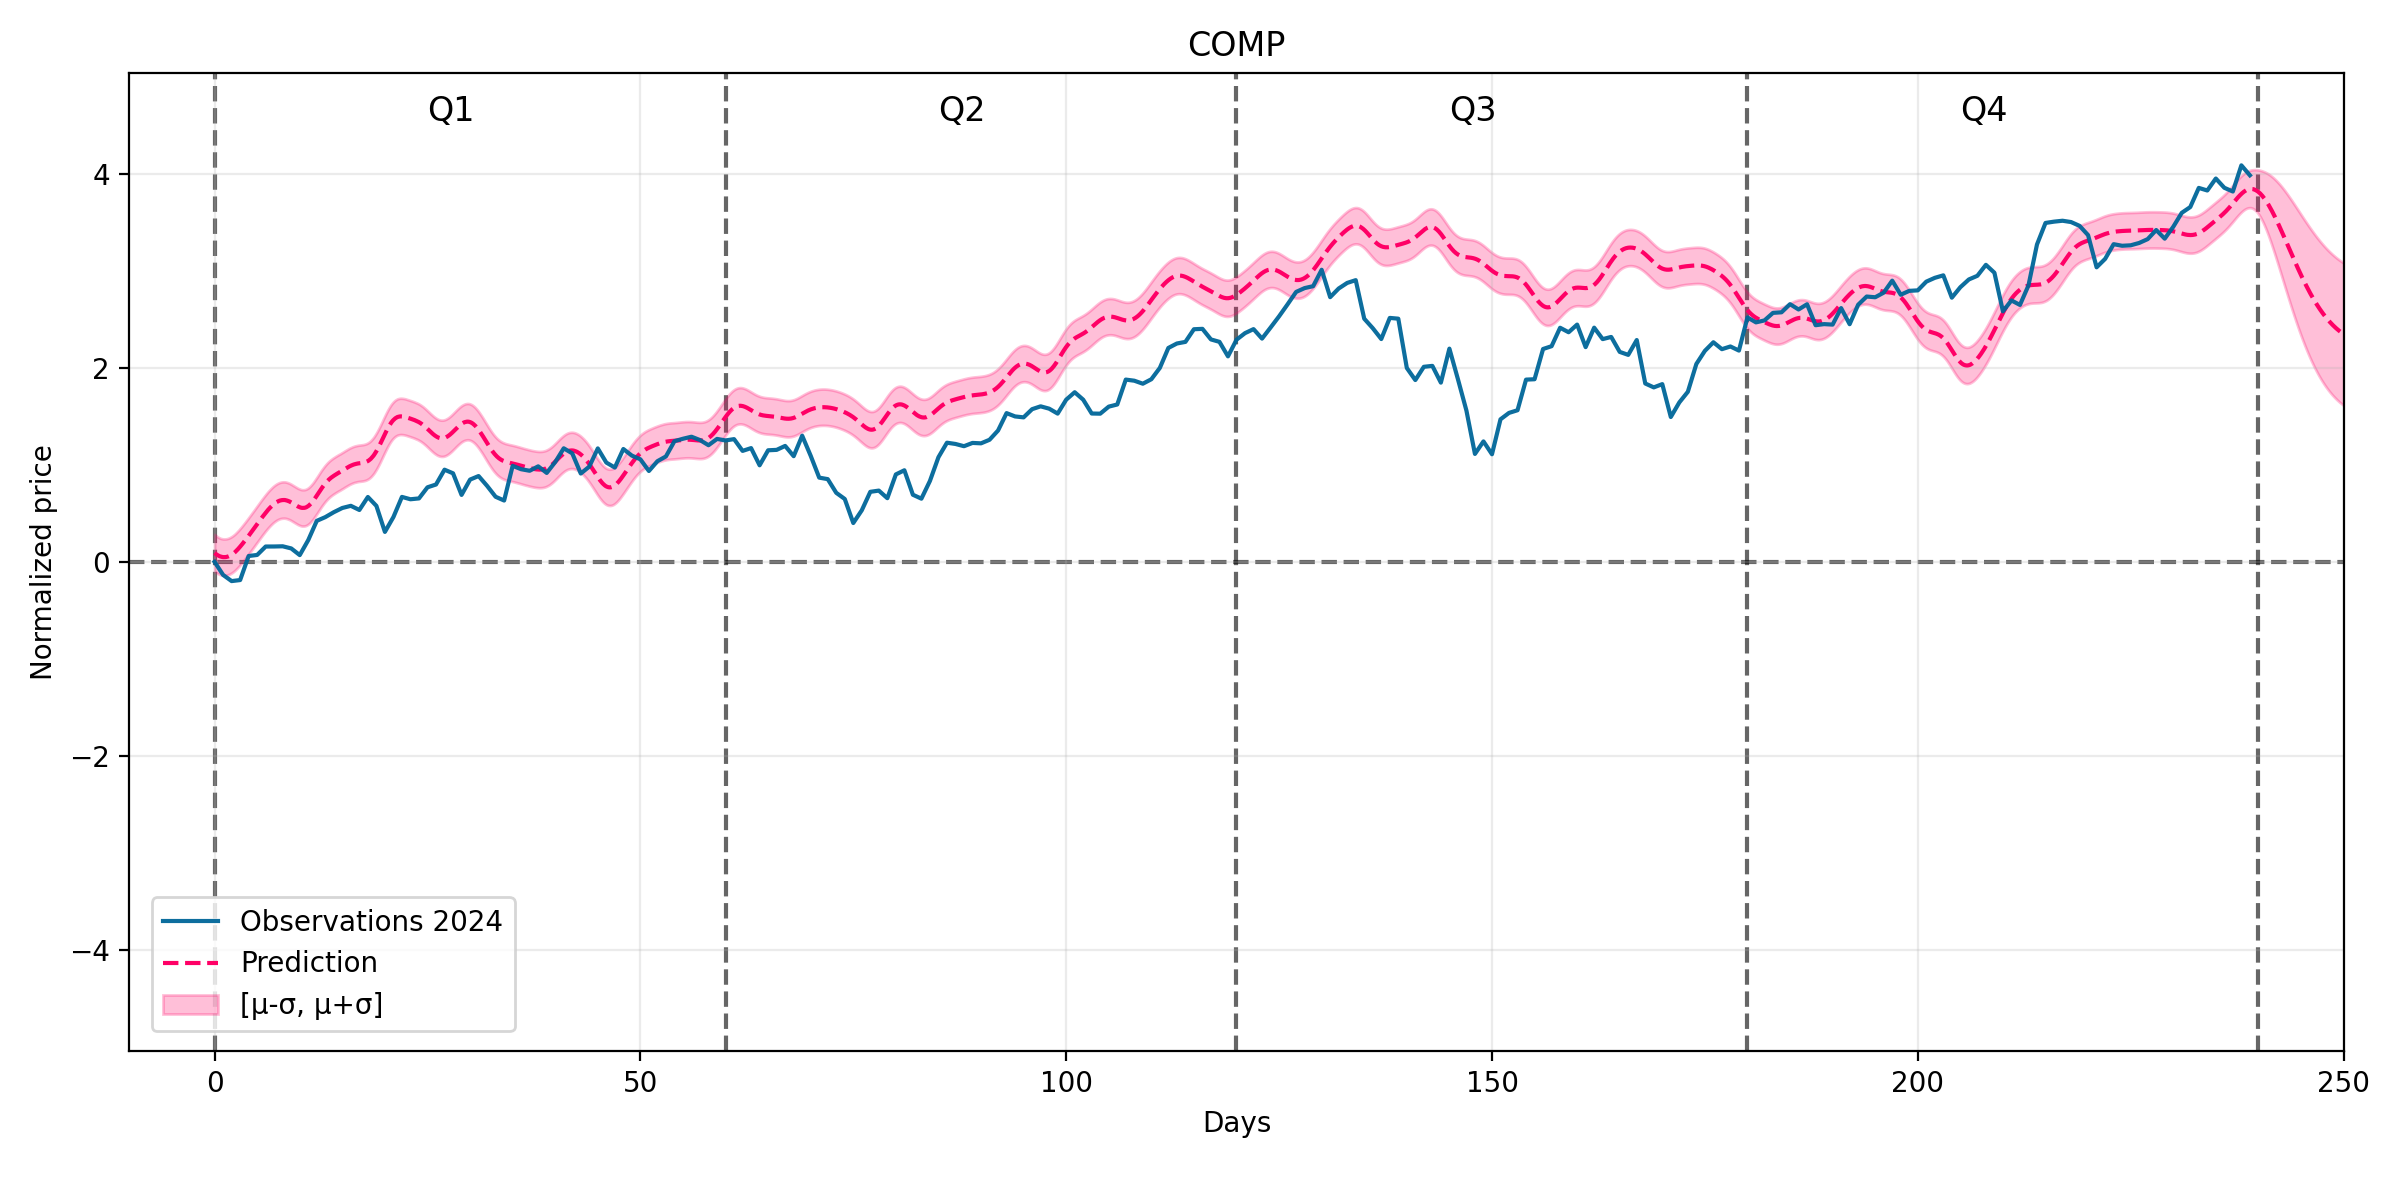 COMP
Q1 Q2 Q3 Q4
4
2
0
−2
−4
Normalized price
Observations 2024
Prediction
[μ-σ, μ+σ]
0 50 100 150 200 250
Days